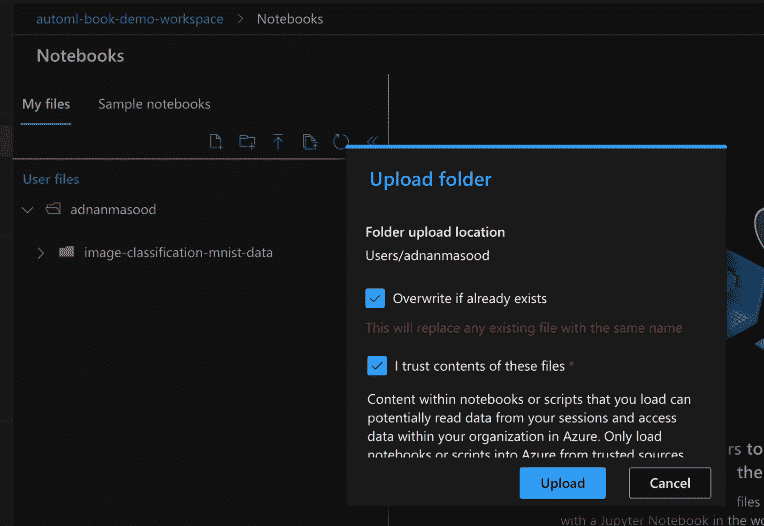 automl-book-demo-workspace > Notebooks
Notebooks
My files Sample notebooks
User files
adnanmasood
image-classification-mnist-data
Upload folder
Folder upload location
Users/adnanmasood
Overwrite if already exists
This will replace any existing file with the same name
I trust contents of these files *
Content within notebooks or scripts that you load can
potentially read data from your sessions and access
data within your organization in Azure. Only load
notebooks or scripts into Azure from trusted sources
Upload Cancel
rs to
the
files
with a Jupyter Notebook in the wo